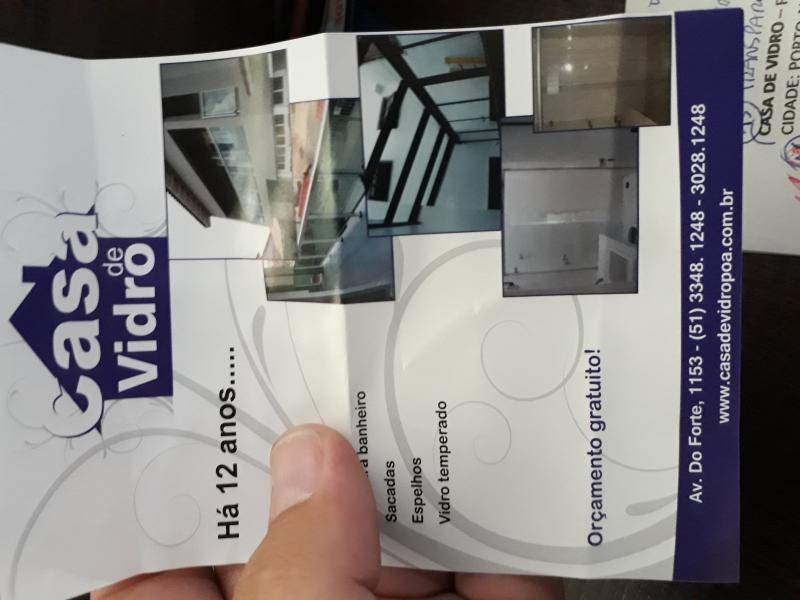 Casa
de
Vidro
Há 12 anos.....
banheiro
Sacadas
Espelhos
Vidro temperado
Orçamento gratuito!
Av. Do Forte, 1153 - (51) 3348. 1248 - 3028.1248
www.casadevidropoa.com.br
TRANSPAR
CASA DE VIDRO –
CIDADE: PORTO